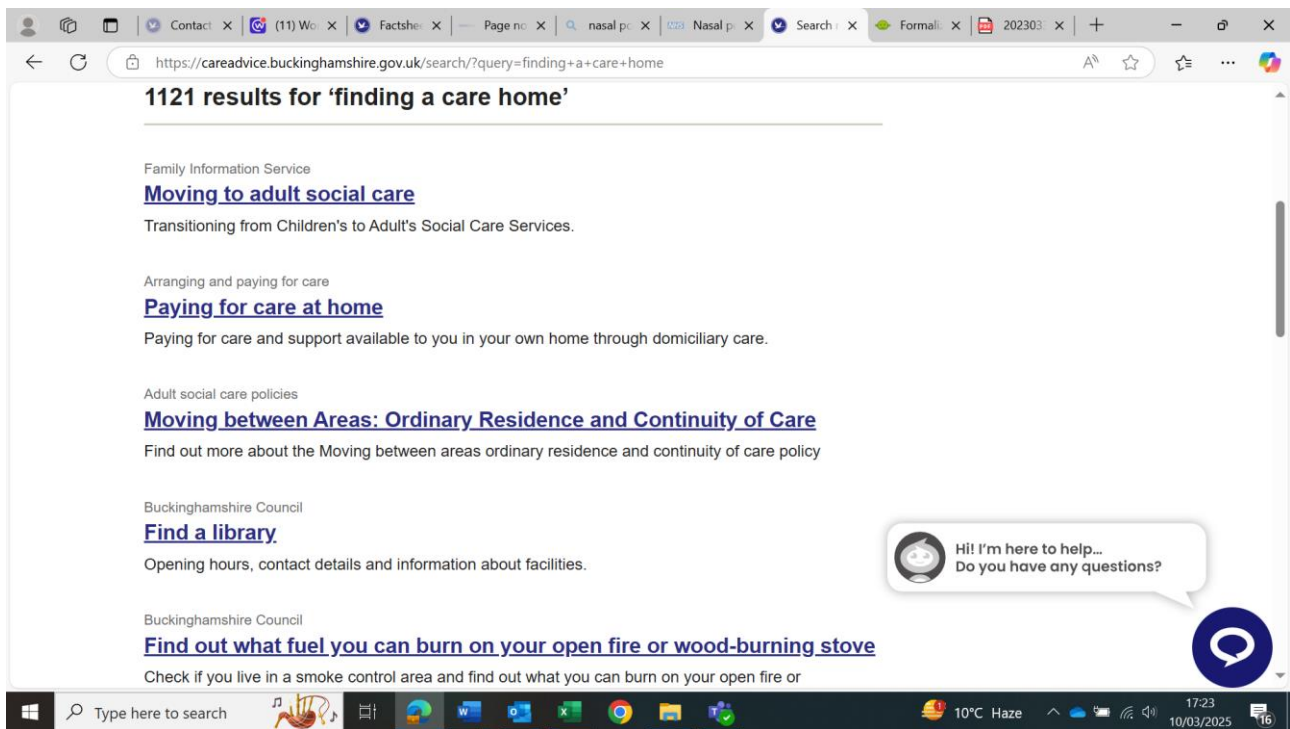 Contact
(11) Wo
Factshe
Page no
nasal po
Nasal p
Search r
Formali
202303
https://careadvice.buckinghamshire.gov.uk/search/?query=finding+a+care+home
1121 results for ‘finding a care home’
Family Information Service
Moving to adult social care
Transitioning from Children's to Adult's Social Care Services.
Arranging and paying for care
Paying for care at home
Paying for care and support available to you in your own home through domiciliary care.
Adult social care policies
Moving between Areas: Ordinary Residence and Continuity of Care
Find out more about the Moving between areas ordinary residence and continuity of care policy
Buckinghamshire Council
Find a library
Opening hours, contact details and information about facilities.
Hi! I'm here to help...
Do you have any questions?
Buckinghamshire Council
Find out what fuel you can burn on your open fire or wood-burning stove
Check if you live in a smoke control area and find out what you can burn on your open fire or
Type here to search
10°C Haze
17:23
10/03/2025
16